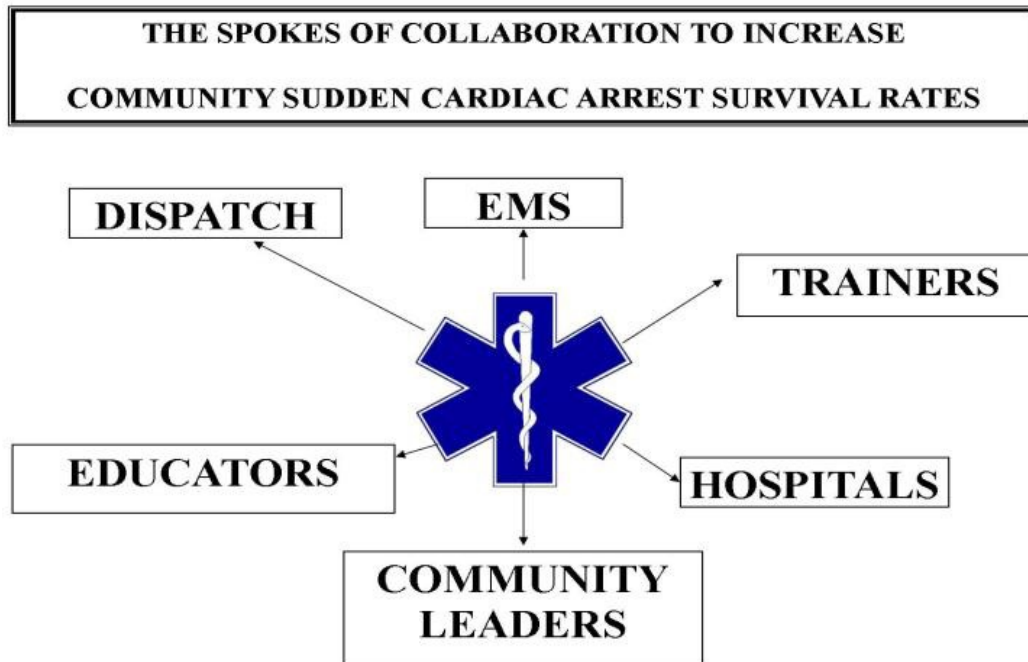 THE SPOKES OF COLLABORATION TO INCREASE
COMMUNITY SUDDEN CARDIAC ARREST SURVIVAL RATES
DISPATCH
EMS
TRAINERS
EDUCATORS
HOSPITALS
COMMUNITY
LEADERS